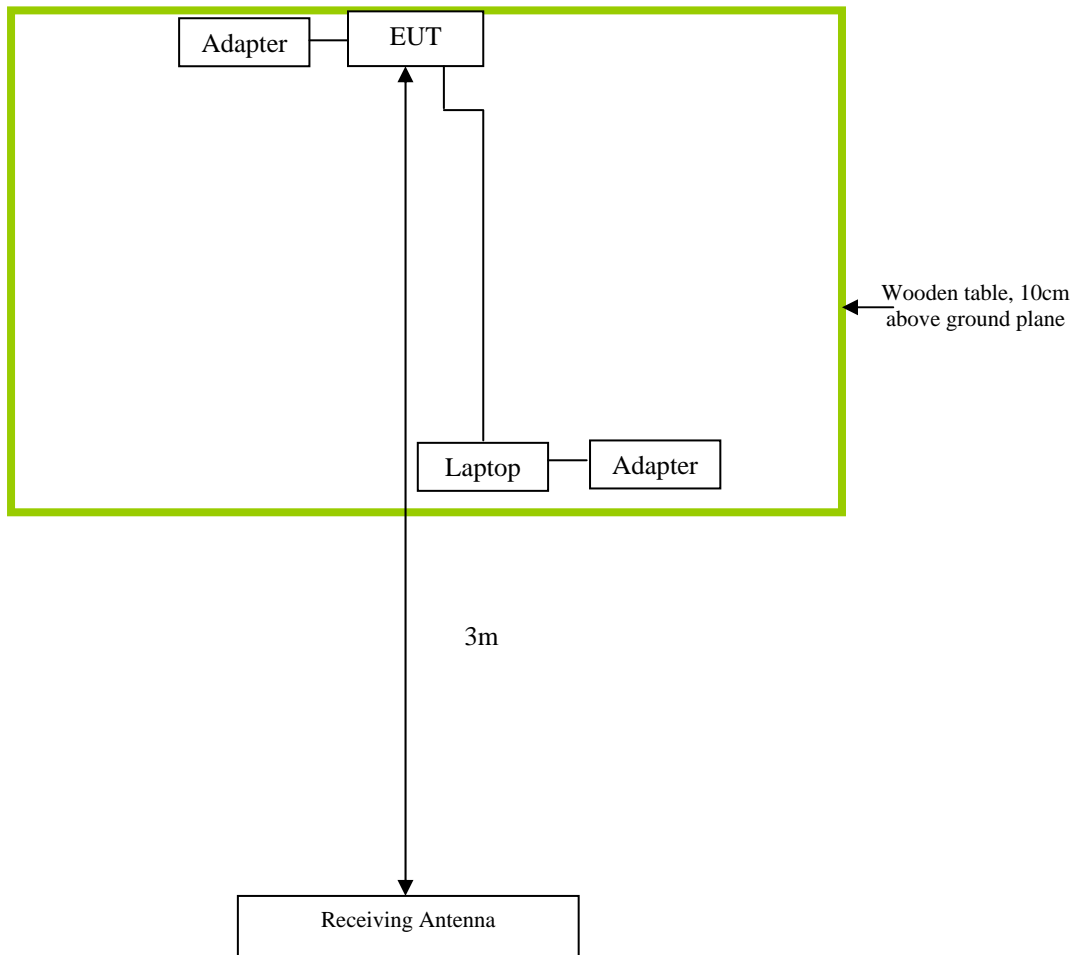 Adapter
EUT
Wooden table, 10cm
above ground plane
Laptop
Adapter
3m
Receiving Antenna